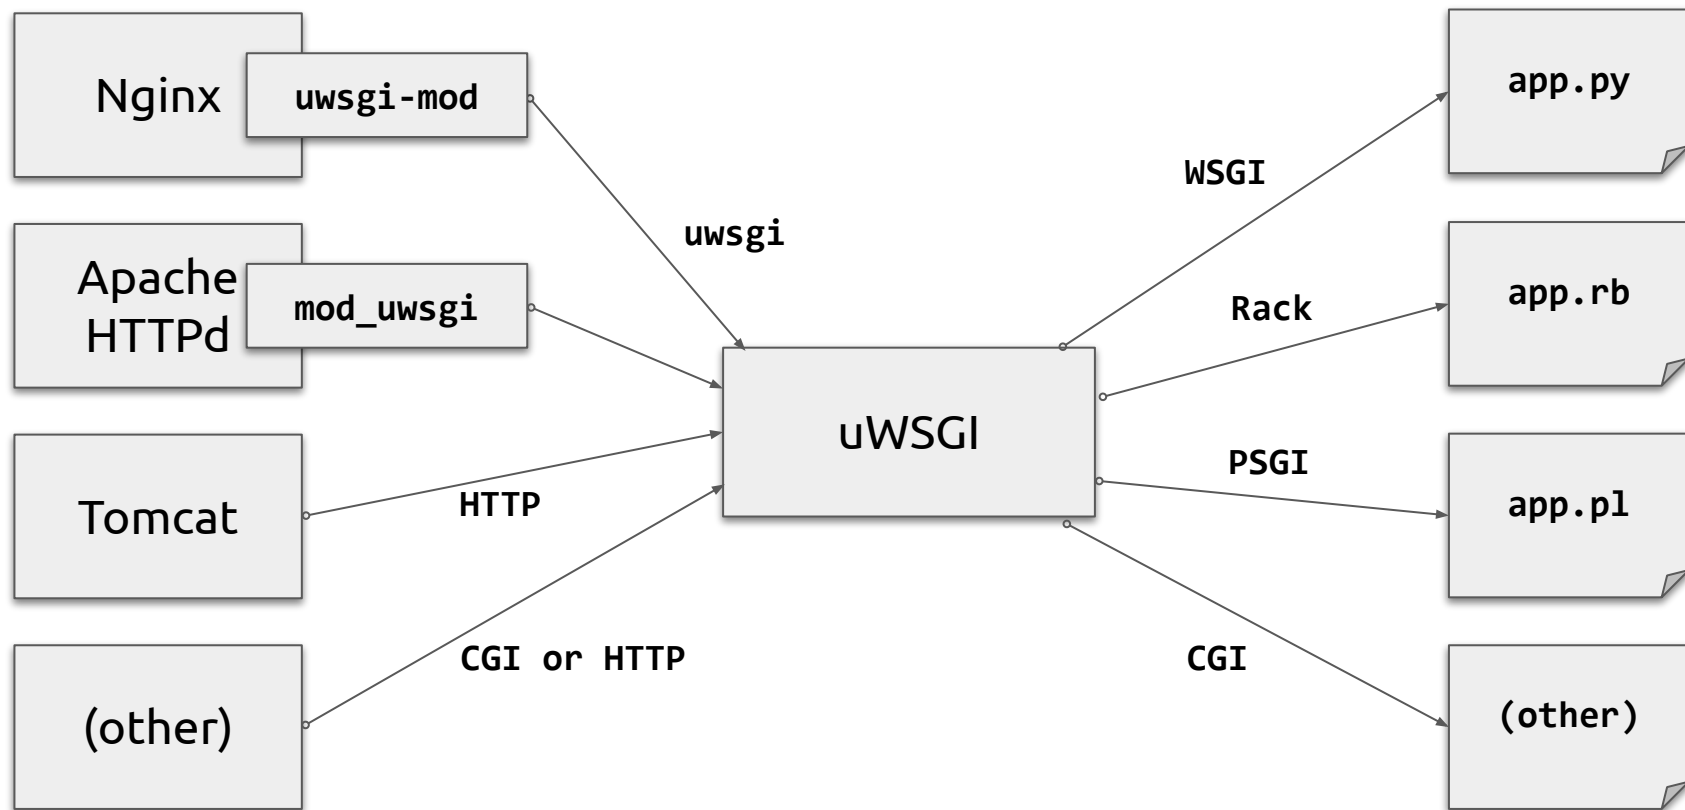 Nginx
uwsgi-mod
app.py
WSGI
uwsgi
Apache
HTTPd
mod_uwsgi
Rack
app.rb
uWSGI
Tomcat
HTTP
PSGI
app.pl
(other)
CGI or HTTP
CGI
(other)